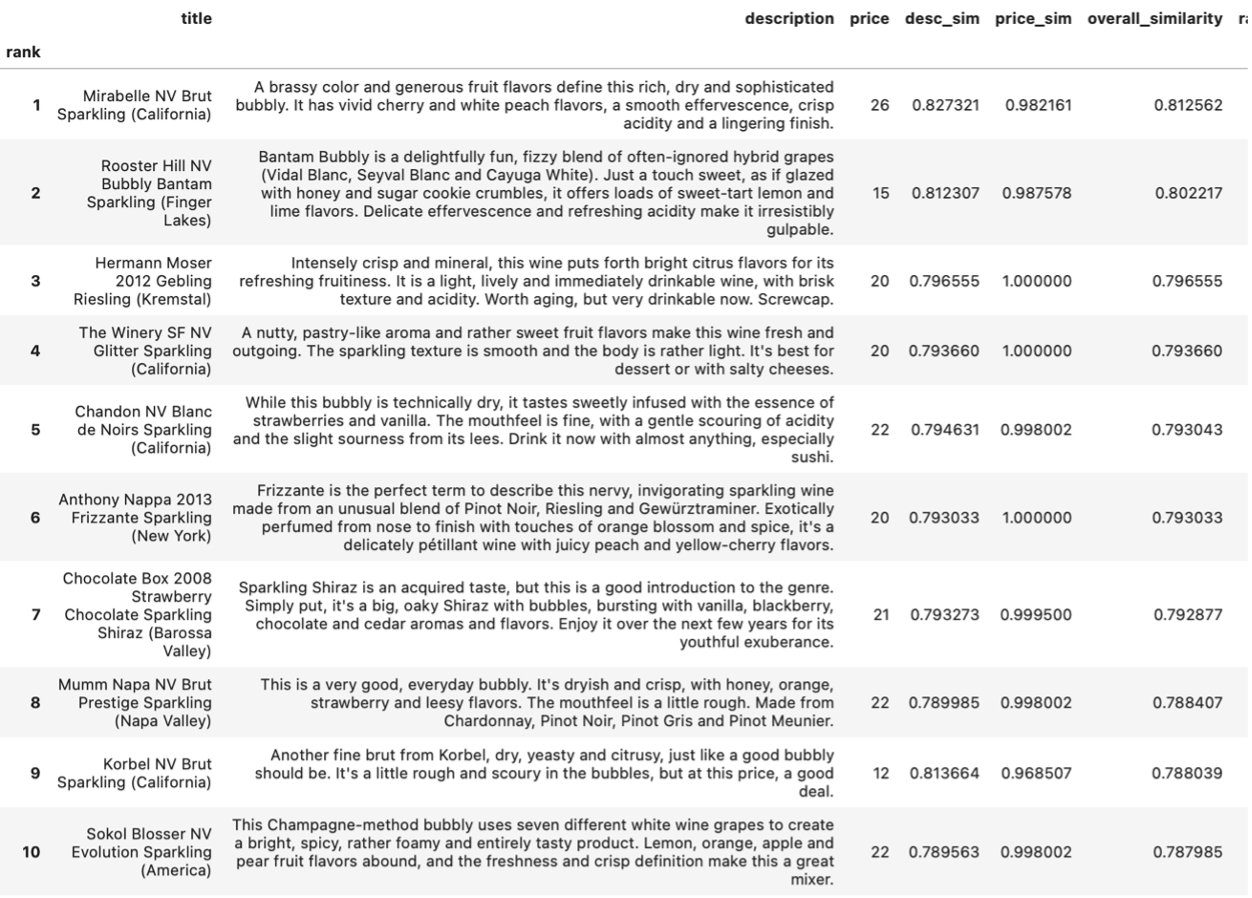 title description price desc_sim price_sim overall_similarity
rank
1 Mirabelle NV Brut Sparkling (California) A brassy color and generous fruit flavors define this rich, dry and sophisticated
bubbly. It has vivid cherry and white peach flavors, a smooth effervescence, crisp
acidity and a lingering finish. 26 0.827321 0.982161 0.812562
2 Rooster Hill NV Bubbly Bantam Sparkling (Finger Lakes) Bantam Bubbly is a delightfully fun, fizzy blend of often-ignored hybrid grapes
(Vidal Blanc, Seyval Blanc and Cayuga White). Just a touch sweet, as if glazed
with honey and sugar cookie crumbles, it offers loads of sweet-tart lemon and
lime flavors. Delicate effervescence and refreshing acidity make it irresistibly
gulpable. 15 0.812307 0.987578 0.802217
3 Hermann Moser 2012 Gebling Riesling (Kremstal) Intensely crisp and mineral, this wine puts forth bright citrus flavors for its
refreshing fruitiness. It is a light, lively and immediately drinkable wine, with brisk
texture and acidity. Worth aging, but very drinkable now. Screwcap. 20 0.796555 1.000000 0.796555
4 The Winery SF NV Glitter Sparkling (California) A nutty, pastry-like aroma and rather sweet fruit flavors make this wine fresh and
outgoing. The sparkling texture is smooth and the body is rather light. It's best for
dessert or with salty cheeses. 20 0.793660 1.000000 0.793660
5 Chandon NV Blanc de Noirs Sparkling (California) While this bubbly is technically dry, it tastes sweetly infused with the essence of
strawberries and vanilla. The mouthfeel is fine, with a gentle scouring of acidity
and the slight sourness from its lees. Drink it now with almost anything, especially
sushi. 22 0.794631 0.998002 0.793043
6 Anthony Nappa 2013 Frizzante Sparkling (New York) Frizzante is the perfect term to describe this nervy, invigorating sparkling wine
made from an unusual blend of Pinot Noir, Riesling and Gewürztraminer. Exotically
perfumed from nose to finish with touches of orange blossom and spice, it's a
delicately pétillant wine with juicy peach and yellow-cherry flavors. 20 0.793033 1.000000 0.793033
7 Chocolate Box 2008 Strawberry Chocolate Sparkling Shiraz (Barossa Valley) Sparkling Shiraz is an acquired taste, but this is a good introduction to the genre.
Simply put, it's a big, oaky Shiraz with bubbles, bursting with vanilla, blackberry,
chocolate and cedar aromas and flavors. Enjoy it over the next few years for its
youthful exuberance. 21 0.793273 0.999500 0.792877
8 Mumm Napa NV Brut Prestige Sparkling (Napa Valley) This is a very good, everyday bubbly. It's dryish and crisp, with honey, orange,
strawberry and leesy flavors. The mouthfeel is a little rough. Made from
Chardonnay, Pinot Noir, Pinot Gris and Pinot Meunier. 22 0.789985 0.998002 0.788407
9 Korbel NV Brut Sparkling (California) Another fine brut from Korbel, dry, yeasty and citrusy, just like a good bubbly
should be. It's a little rough and scoury in the bubbles, but at this price, a good
deal. 12 0.813664 0.968507 0.788039
10 Sokol Blosser NV Evolution Sparkling (America) This Champagne-method bubbly uses seven different white wine grapes to create
a bright, spicy, rather foamy and entirely tasty product. Lemon, orange, apple and
pear fruit flavors abound, and the freshness and crisp definition make this a great
mixer. 22 0.789563 0.998002 0.787985